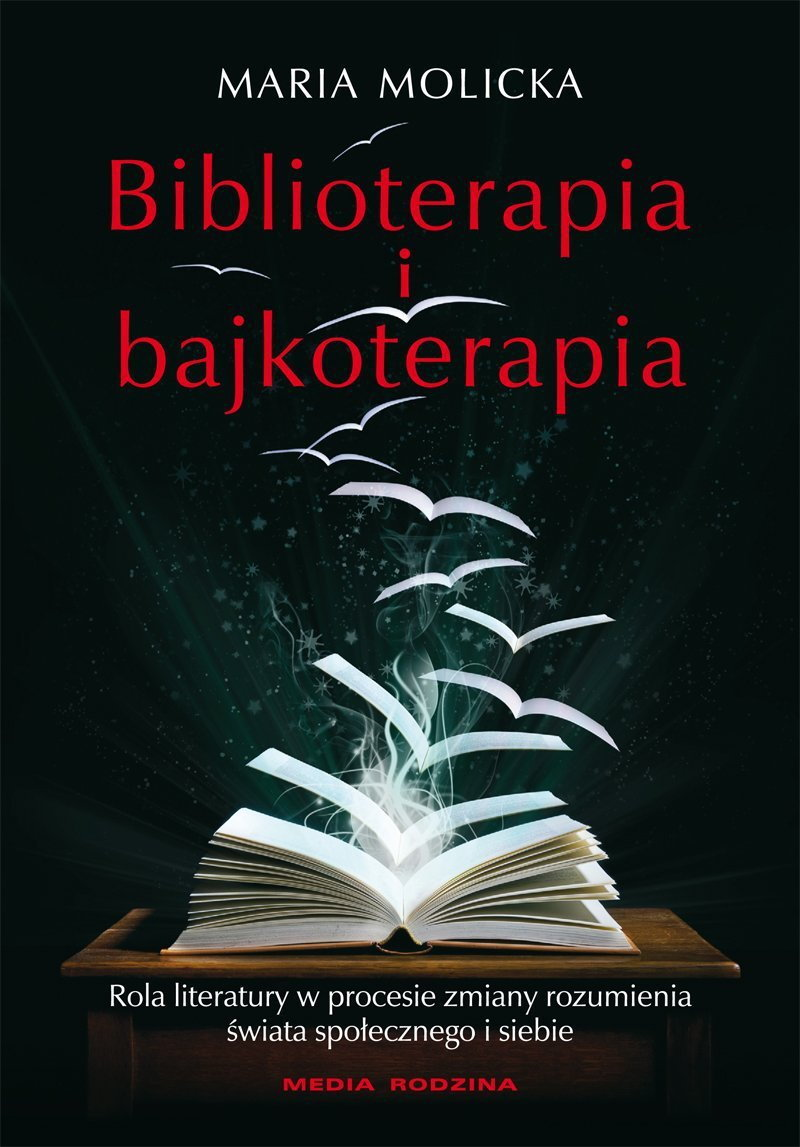 MARIA MOLICKA
Biblioterapia
i
bajkoterapia
Rola literatury w procesie zmiany rozumienia
świata społecznego i siebie
MEDIA RODZINA